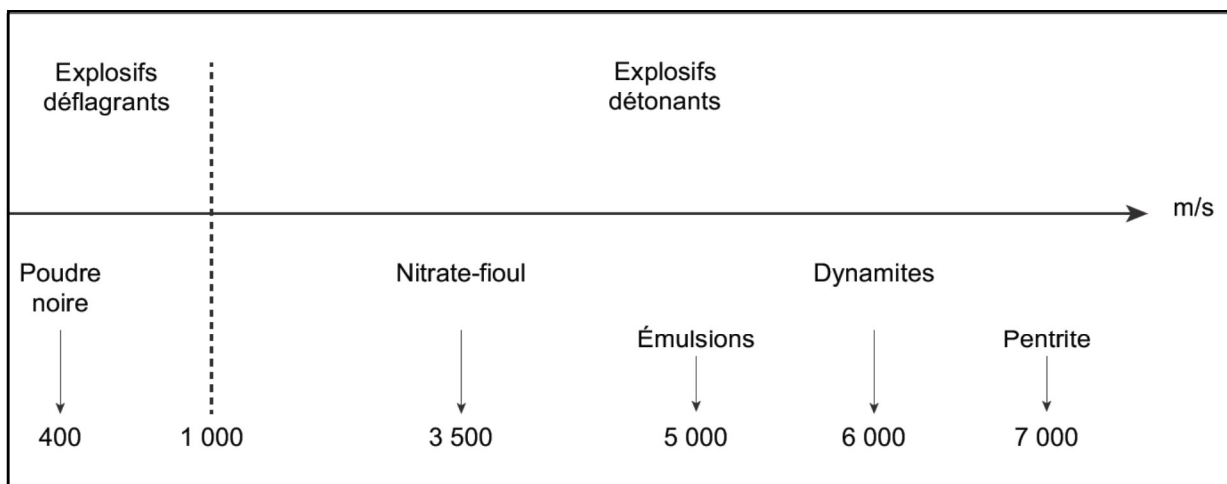 Explosifs
déflagrants
Explosifs
détonants
m/s
Poudre
noire
Nitrate-fioul
Dynamites
Émulsions
Pentrite
400
1 000
3 500
5 000
6 000
7 000